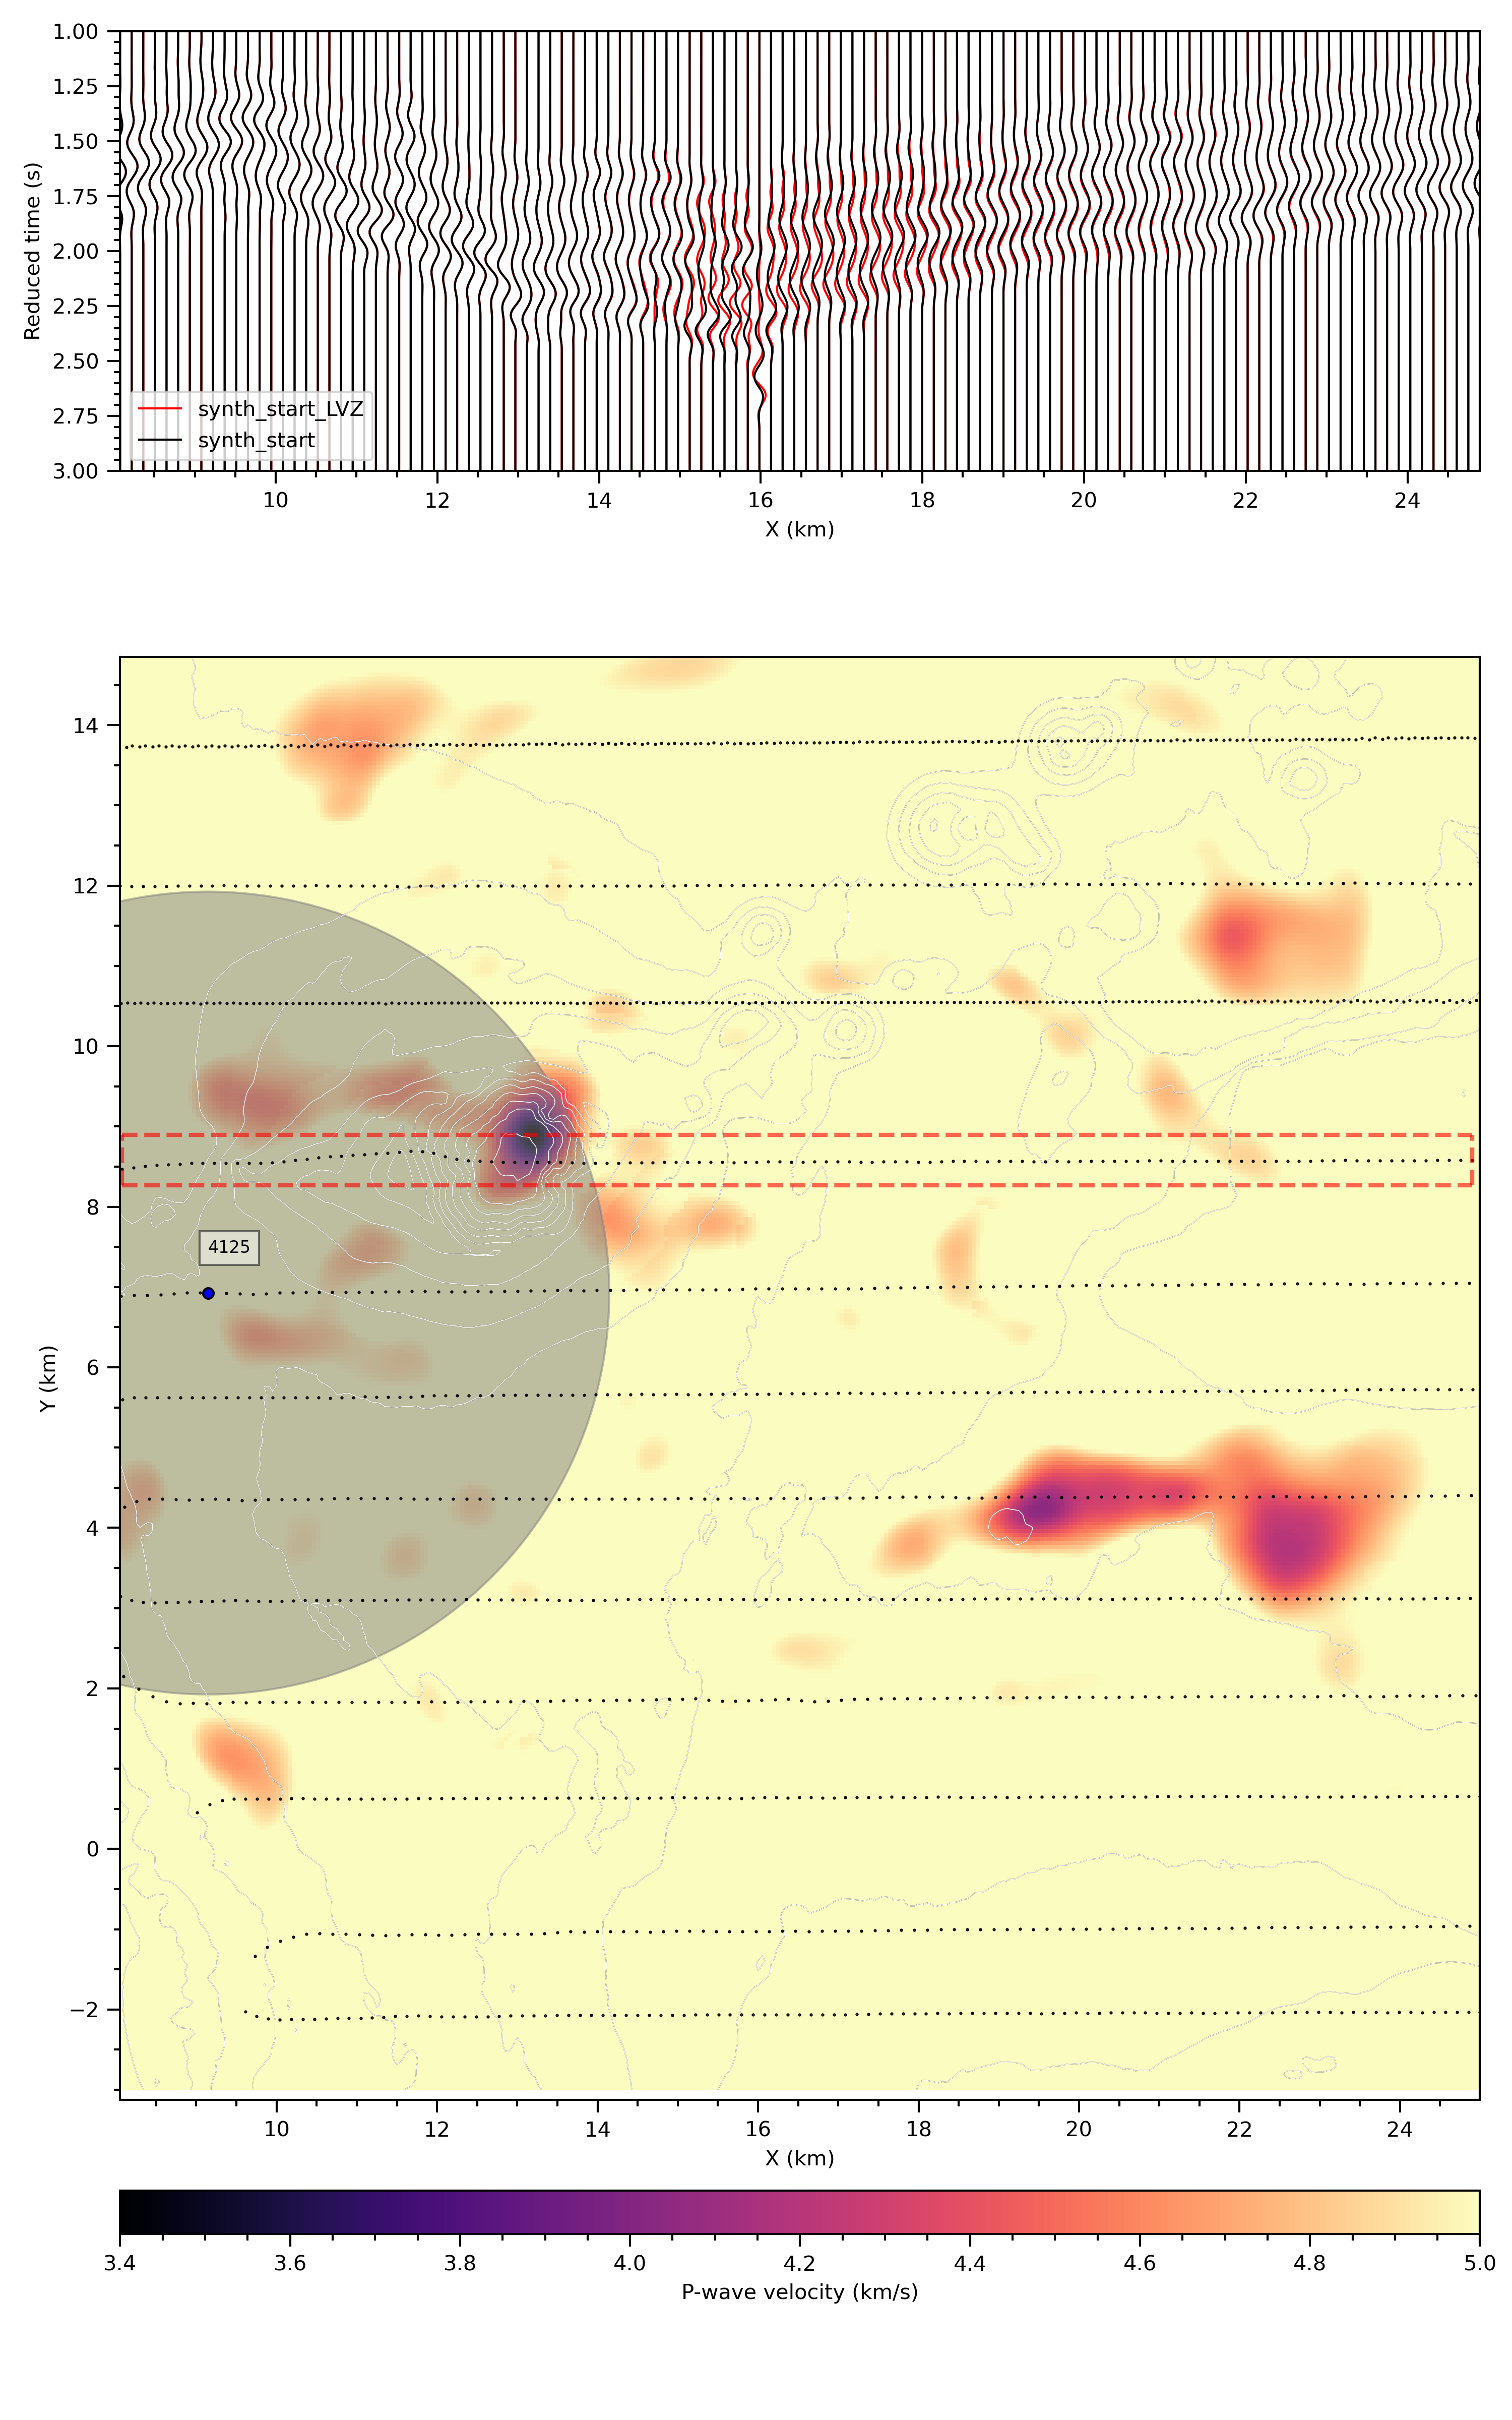 1.00
1.25
1.50
1.75
2.00
2.25
2.50
2.75
3.00
Reduced time (s)
synth_start_LVZ
synth_start
10 12 14 16 18 20 22 24
X (km)
14
12
10
8
6
4
2
0
−2
Y (km)
4125
10 12 14 16 18 20 22 24
X (km)
3.4 3.6 3.8 4.0 4.2 4.4 4.6 4.8 5.0
P-wave velocity (km/s)